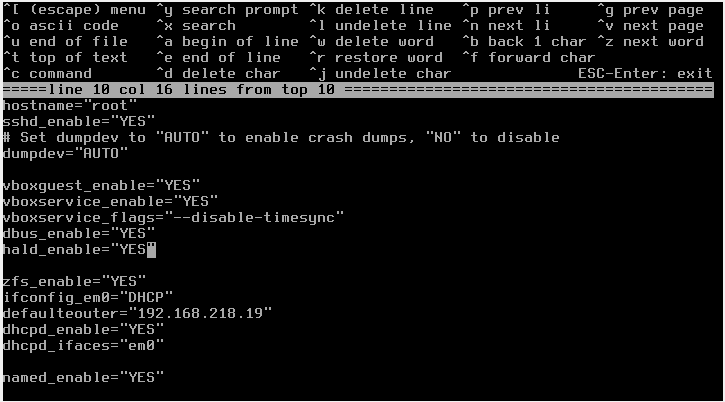 ^[ (escape) menu ^y search prompt ^k delete line ^p prev li ^g prev page
^o ascii code ^x search ^l undelete line ^n next li ^v next page
^u end of file ^a begin of line ^w delete word ^b back 1 char ^z next word
^t top of text ^e end of line ^r restore word ^f forward char
^c command ^d delete char ^j undelete char ESC-Enter: exit
=====line 10 col 16 lines from top 10 ========================================
hostname="root"
sshd_enable="YES"
# Set dumpdev to "AUTO" to enable crash dumps, "NO" to disable
dumpdev="AUTO"
vboxguest_enable="YES"
vboxservice_enable="YES"
vboxservice_flags="--disable-timesync"
dbus_enable="YES"
hald_enable="YES"
zfs_enable="YES"
ifconfig_em0="DHCP"
defaulteouter="192.168.218.19"
dhcpd_enable="YES"
dhcpd_ifaces="em0"
named_enable="YES"